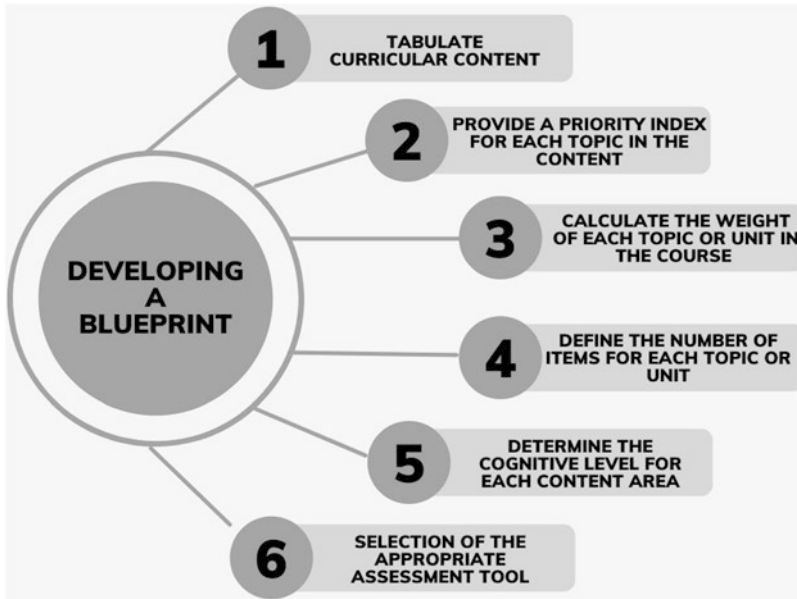 1
TABULATE
CURRICULAR CONTENT
2
PROVIDE A PRIORITY INDEX
FOR EACH TOPIC IN THE
CONTENT
3
CALCULATE THE WEIGHT
OF EACH TOPIC OR UNIT IN
THE COURSE
DEVELOPING
A
BLUEPRINT
4
DEFINE THE NUMBER OF
ITEMS FOR EACH TOPIC OR
UNIT
5
DETERMINE THE
COGNITIVE LEVEL FOR
EACH CONTENT AREA
6
SELECTION OF THE
APPROPRIATE
ASSESSMENT TOOL